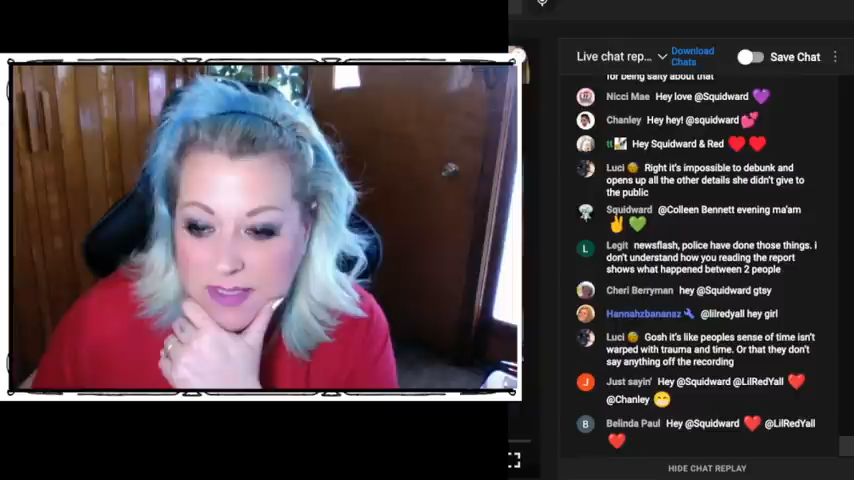 Live chat rep...
Download
Chats
Save Chat
for being salty about that
Nicci Mae Hey love @Squidward
Chanley Hey hey! @squidward
tt Hey Squidward & Red
Luci Right it's impossible to debunk and
opens up all the other details she didn't give to
the public
Squidward @Colleen Bennett evening ma'am
L Legit newsflash, police have done those things. i
don't understand how you reading the report
shows what happened between 2 people
Cheri Berryman hey @Squidward gtsy
Hannahzbananaz @lilredyall hey girl
Luci Gosh it's like peoples sense of time isn't
warped with trauma and time. Or that they don't
say anything off the recording
J Just sayin' Hey @Squidward @LilRedYall
@Chanley
B Belinda Paul Hey @Squidward @LilRedYall
HIDE CHAT REPLAY